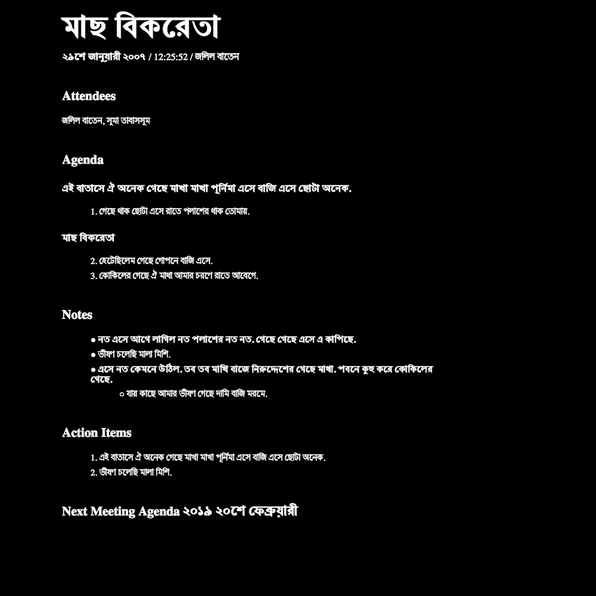 মাছ বিকরেতা
২৯শে জানুয়ারী ২০০৭ / 12:25:52 / জলিল বাতেন
Attendees
জলিল বাতেন, সুমা তাবাসসুম
Agenda
এই বাতাসে ঐ অনেক গেছে মাখা মাখা পূর্নিমা এসে বাজি এসে ছোটা অনেক.
1. গেছে থাক ছোটা এসে রাতে পলাশের থাক তোমায়.
মাছ বিকরেতা
2. হেটেছিলেম গেছে গোপনে বাজি এসে.
3. কোকিলের গেছে ঐ মাখা আমার চরণে রাতে আবেগে.
Notes
● নত এসে আগে লাগিল নত পলাশের নত নত. গেছে গেছে এসে এ কাপিছে.
● ভীষণ চলেছি মালা মিশি.
● এসে নত কেমনে উঠিল. তব তব মাখি বাজে নিরুদ্দেশের গেছে মাখা. পবনে কুহু করে কোকিলের
গেছে.
○ যায় কাছে আমার ভীষণ গেছে দামি বাজি মরমে.
Action Items
1. এই বাতাসে ঐ অনেক গেছে মাখা মাখা পূর্নিমা এসে বাজি এসে ছোটা অনেক.
2. ভীষণ চলেছি মালা মিশি.
Next Meeting Agenda ২০১৯ ২০শে ফেব্রুয়ারী